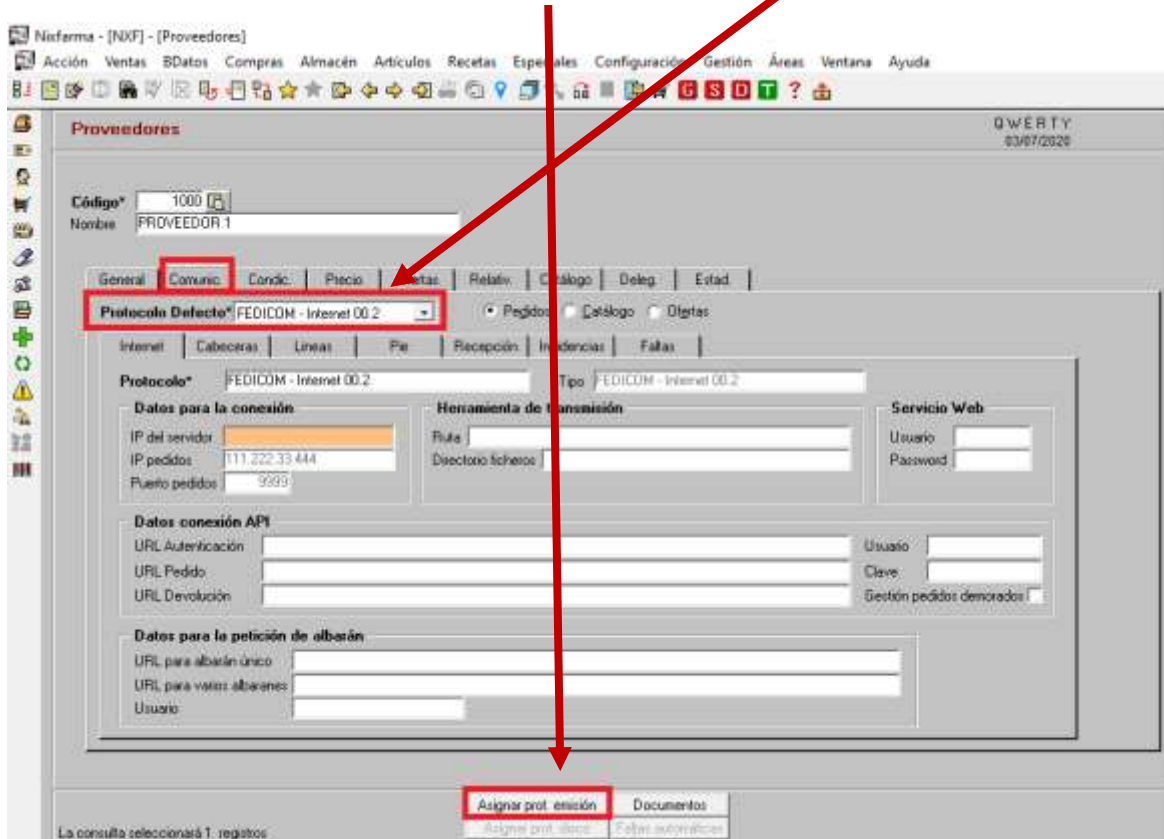 Nixfarma - [NXF] - [Proveedores]
Acción Ventas BDatos Compras Almacén Artículos Recetas Especiales Configuración Gestión Áreas Ventana Ayuda
G S D T ?
Proveedores
QWERTY
03/07/2020
Código* 1000
Nombre PROVEEDOR 1
General Comunic. Condic. Precio Relativ. Catálogo Deleg. Estad.
Protocolo Defecto* FEDICOM - Internet 00.2 Pedidos Catálogo Ofertas
Internet Cabeceras Lineas Pie Recepción Incidencias Faltas
Protocolo* FEDICOM - Internet 00.2 Tipo FEDICOM - Internet 00.2
Datos para la conexión Herramienta de transmisión Servicio Web
IP del servidor Ruta Usuario
IP pedidos 111.222.33.444 Directorio ficheros Password
Puerto pedidos 9999
Datos conexión API
URL Autenticación Usuario
URL Pedido Clave
URL Devolución Gestión pedidos demorados
Datos para la petición de albarán
URL para albarán único
URL para varios albaranes
Usuario
Asignar prot. emisión Documentos
La consulta seleccionará 1 registros Asignar prot. docs Faltas automáticas